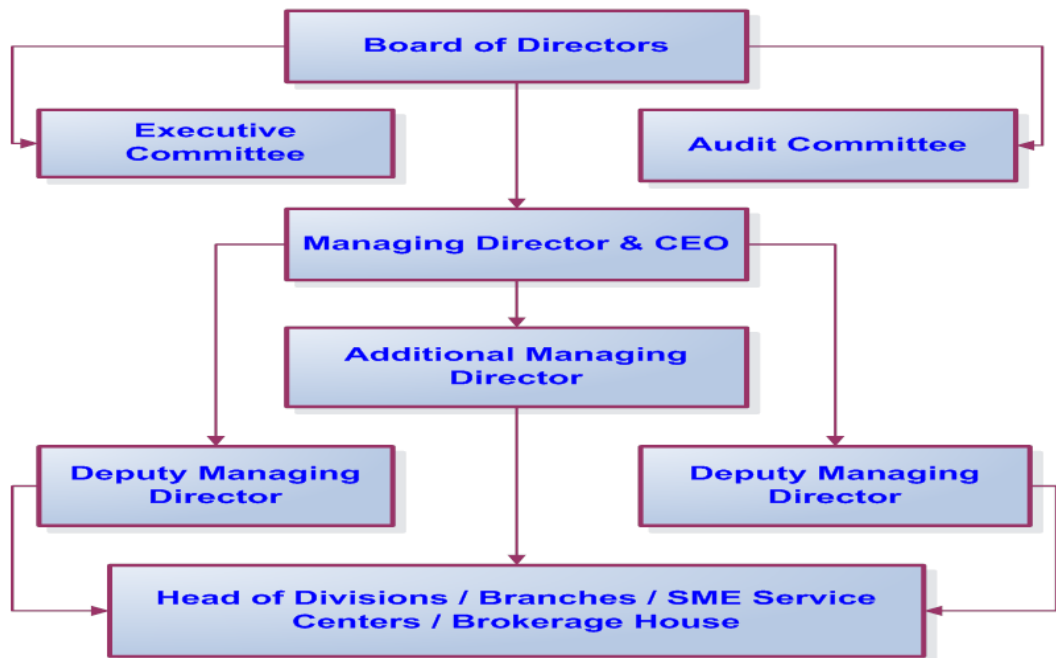 Board of Directors
Executive
Committee
Audit Committee
Managing Director & CEO
Additional Managing
Director
Deputy Managing
Director
Deputy Managing
Director
Head of Divisions / Branches / SME Service
Centers / Brokerage House